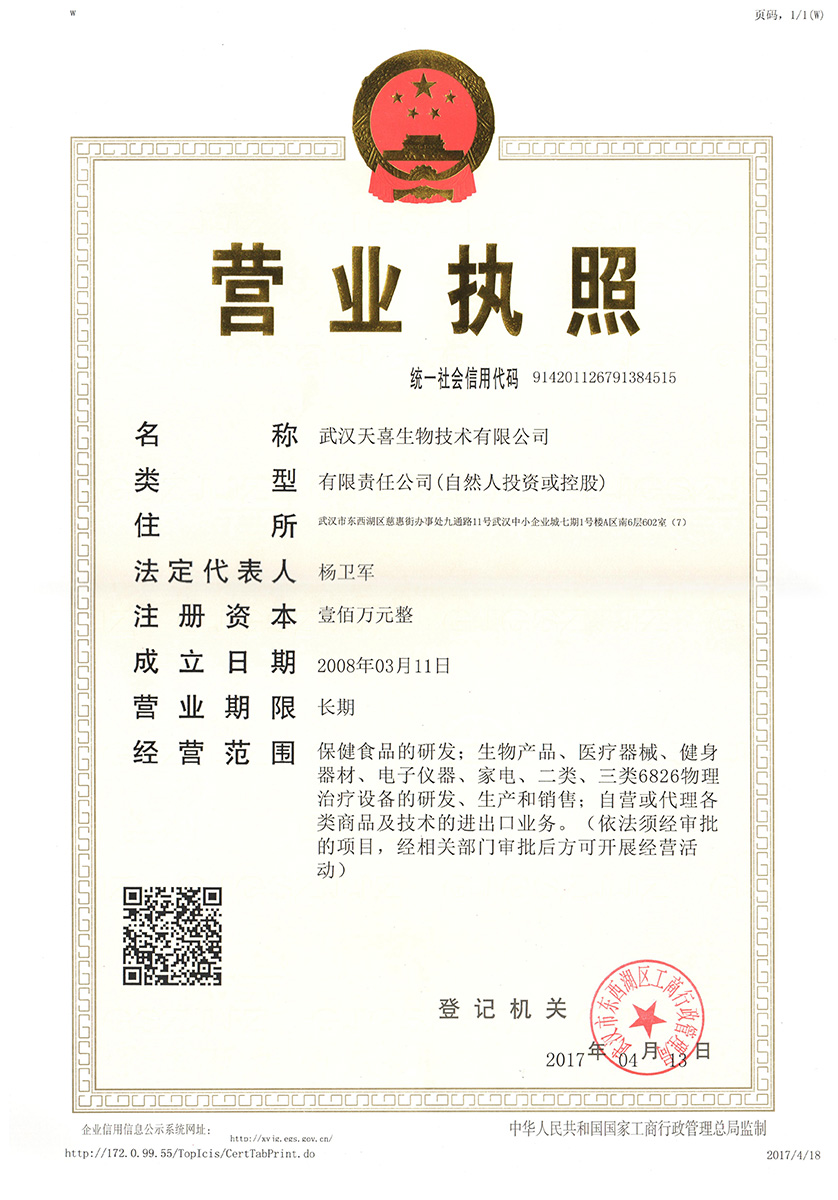 w
页码，1/1(W)
营业执照
统一社会信用代码 914201126791384515
名称 武汉天喜生物技术有限公司
类型 有限责任公司(自然人投资或控股)
住所 武汉市东西湖区慈惠街办事处九通路11号武汉中小企业城七期1号楼A区南6层602室（7）
法定代表人 杨卫军
注册资本 壹佰万元整
成立日期 2008年03月11日
营业期限 长期
经营范围 保健食品的研发；生物产品、医疗器械、健身
器材、电子仪器、家电、二类、三类6826物理
治疗设备的研发、生产和销售；自营或代理各
类商品及技术的进出口业务。（依法须经审批
的项目，经相关部门审批后方可开展经营活
动）
登记机关
武汉市东西湖区工商行政管理局
2017年04月13日
企业信用信息公示系统网址：
http://xvig.egs.gov.cn/
中华人民共和国国家工商行政管理总局监制
http://172.0.99.55/TopIcis/CertTabPrint.do
2017/4/18